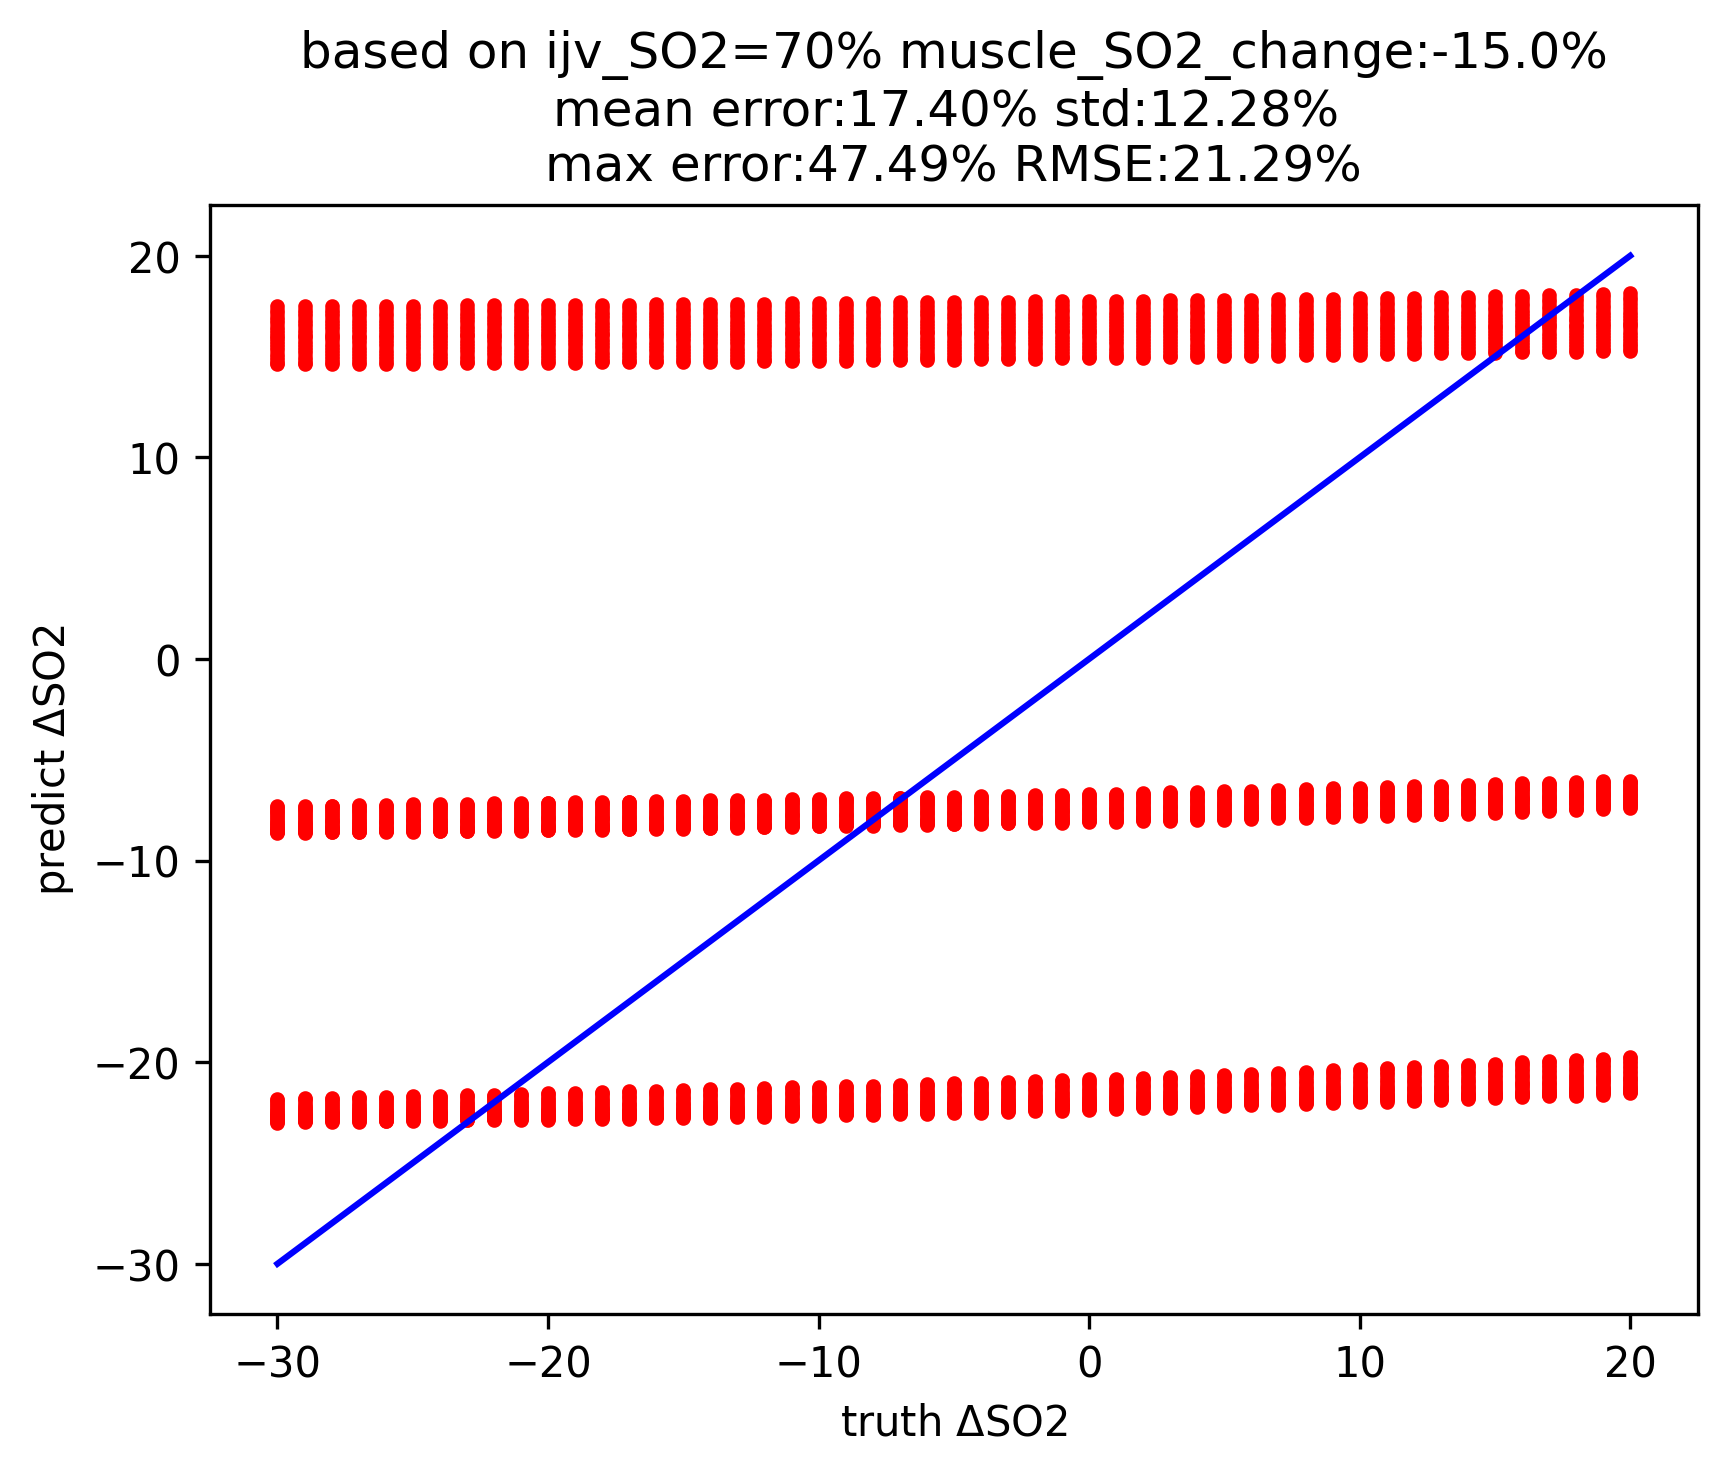 based on ijv_SO2=70% muscle_SO2_change:-15.0%
mean error:17.40% std:12.28%
max error:47.49% RMSE:21.29%
20
10
0
−10
−20
−30
predict ΔSO2
−30 −20 −10 0 10 20
truth ΔSO2